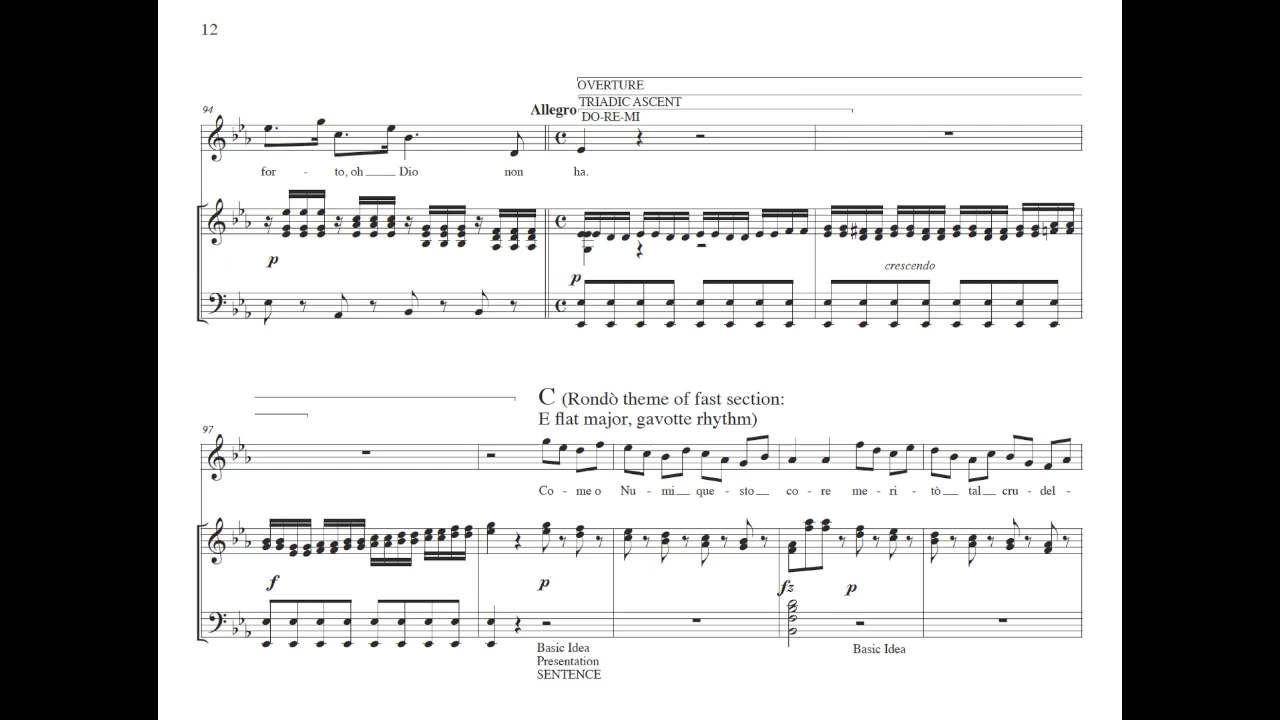 12
OVERTURE
TRIADIC ASCENT
DO-RE-MI
Allegro
94
for - to, oh Dio non ha.
p
p
crescendo
C (Rondò theme of fast section:
E flat major, gavotte rhythm)
97
Co - me o Nu - mi que - sto co - re me - ri - tò tal cru - del -
f p fz p
Basic Idea
Presentation
SENTENCE
Basic Idea